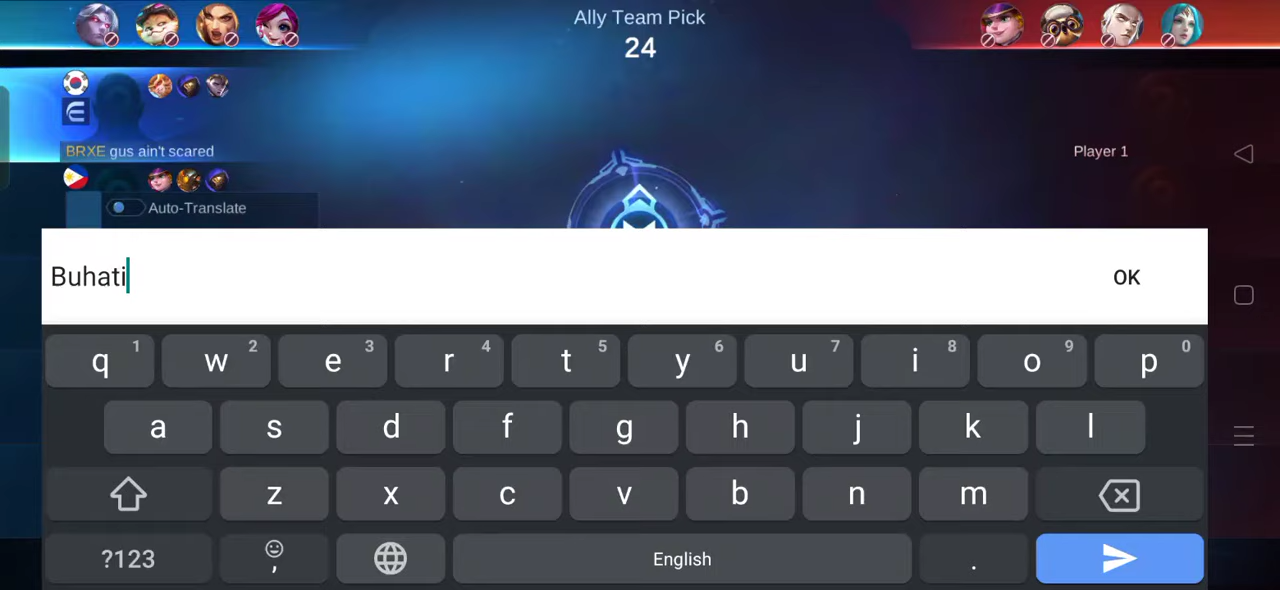 Ally Team Pick
24
BRXE gus ain't scared
Player 1
Auto-Translate
Buhati
OK
q 1 w 2 e 3 r 4 t 5 y 6 u 7 i 8 o 9 p 0
a s d f g h j k l
z x c v b n m
?123 , English .